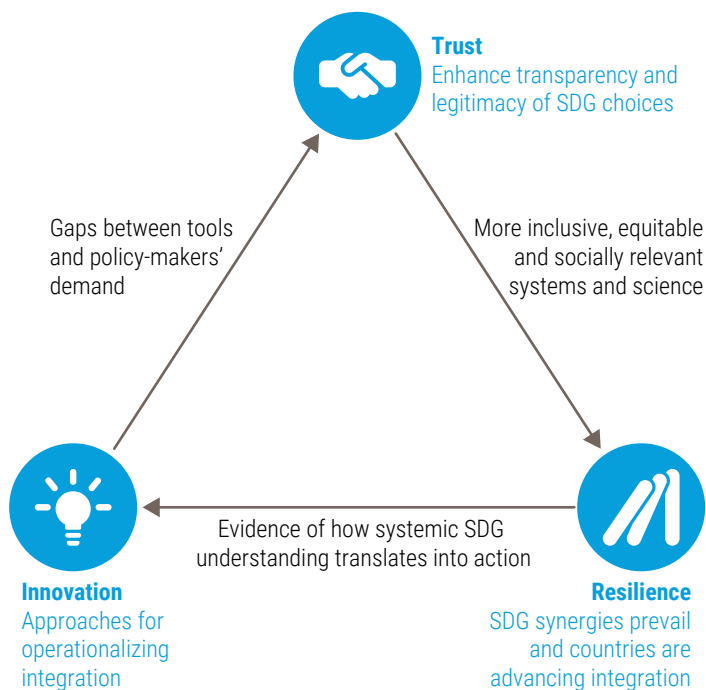 Trust
Enhance transparency and
legitimacy of SDG choices
Gaps between tools
and policy-makers’
demand
More inclusive, equitable
and socially relevant
systems and science
Evidence of how systemic SDG
understanding translates into action
Innovation
Approaches for
operationalizing
integration
Resilience
SDG synergies prevail
and countries are
advancing integration